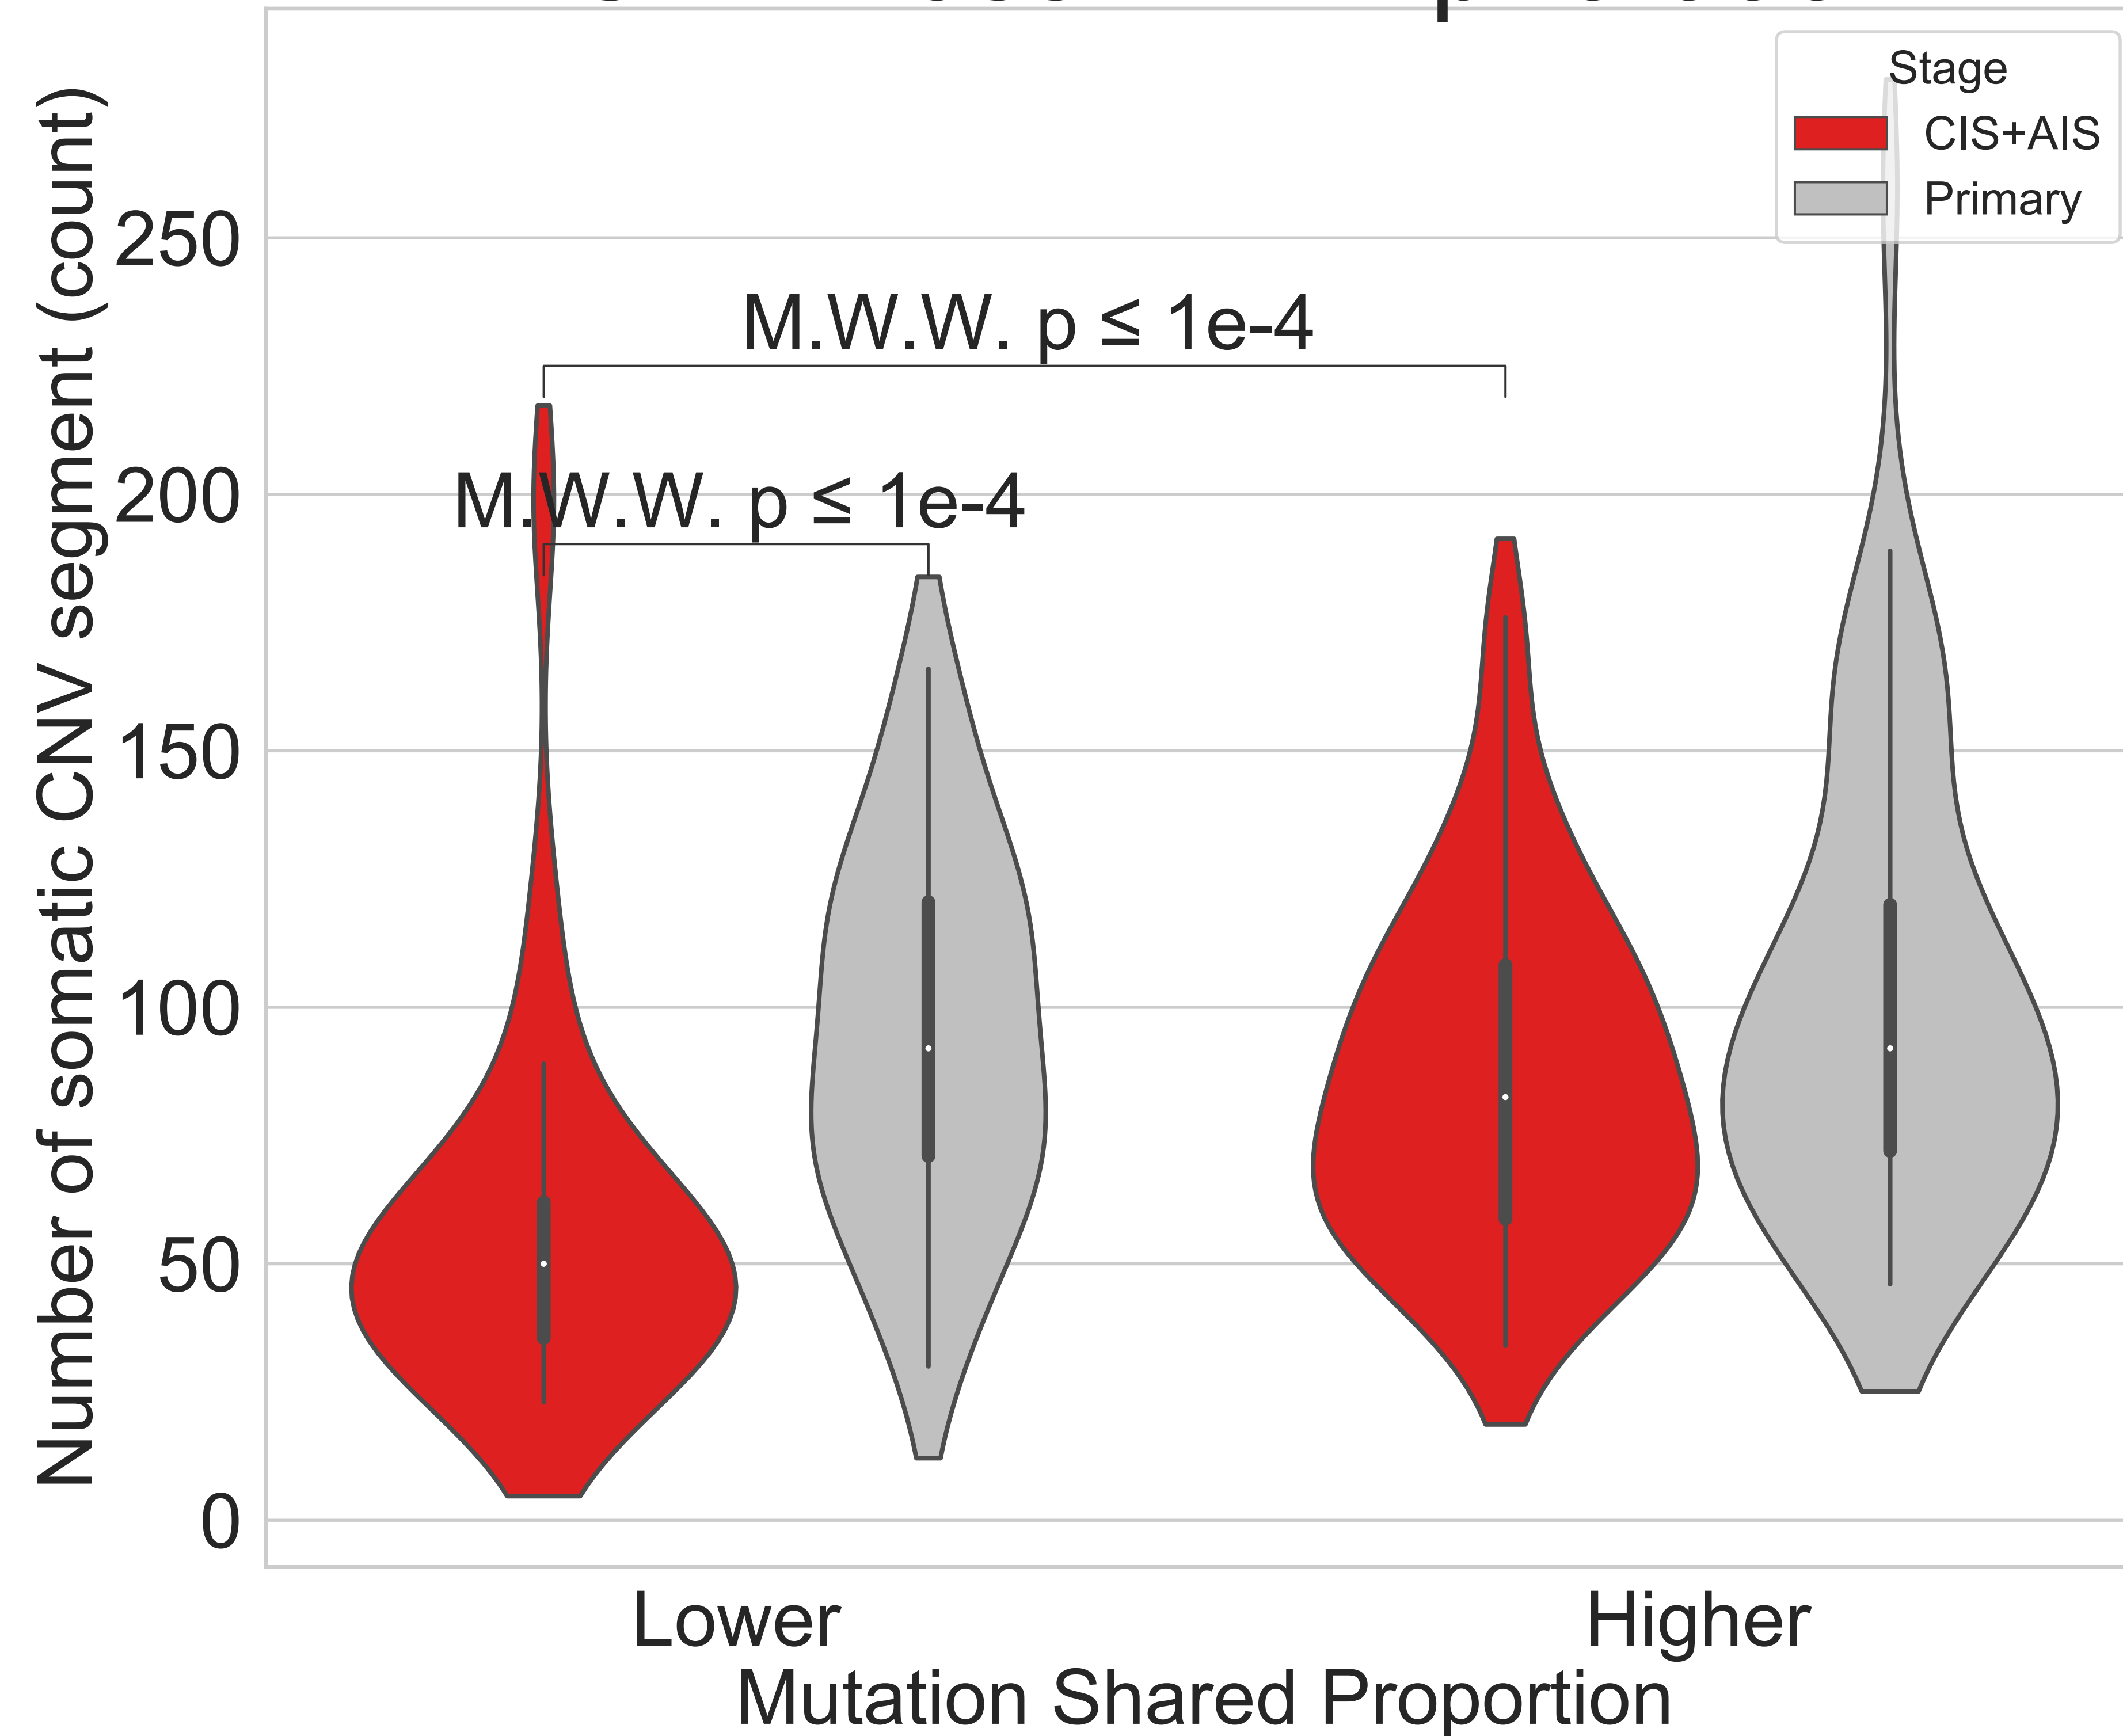 Number of somatic CNV segment (count)
250
200
150
100
50
0
Stage
CIS+AIS
Primary
M.W.W. p ≤ 1e-4
M.W.W. p ≤ 1e-4
Lower
Higher
Mutation Shared Proportion